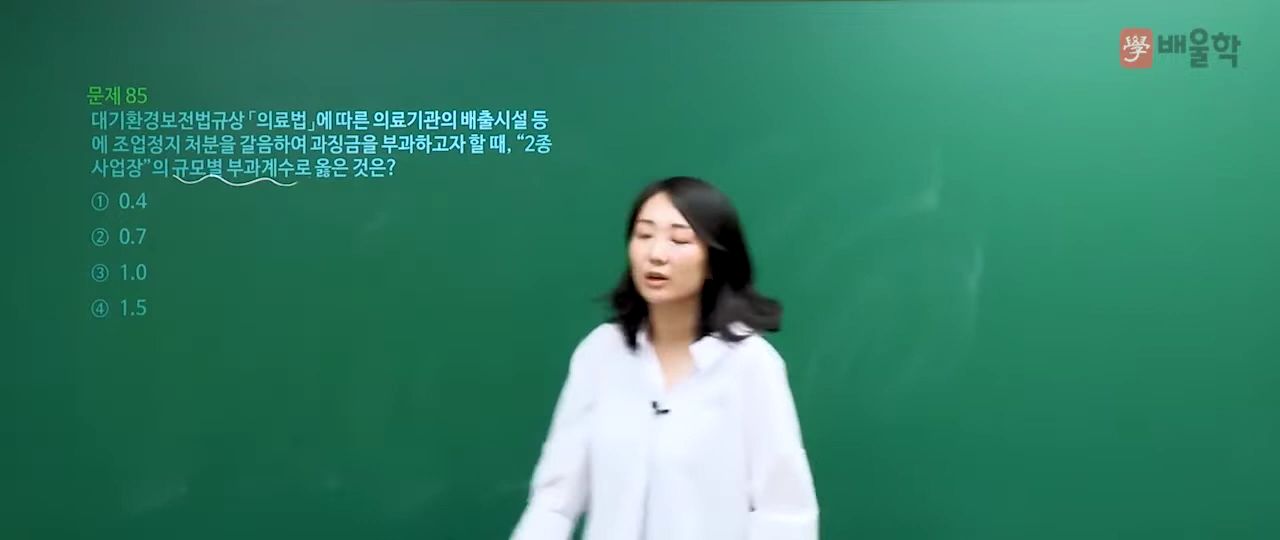 學 배울학
문제 85
대기환경보전법규상 「의료법」에 따른 의료기관의 배출시설 등
에 조업정지 처분을 갈음하여 과징금을 부과하고자 할 때, “2종
사업장”의 규모별 부과계수로 옳은 것은?
① 0.4
② 0.7
③ 1.0
④ 1.5